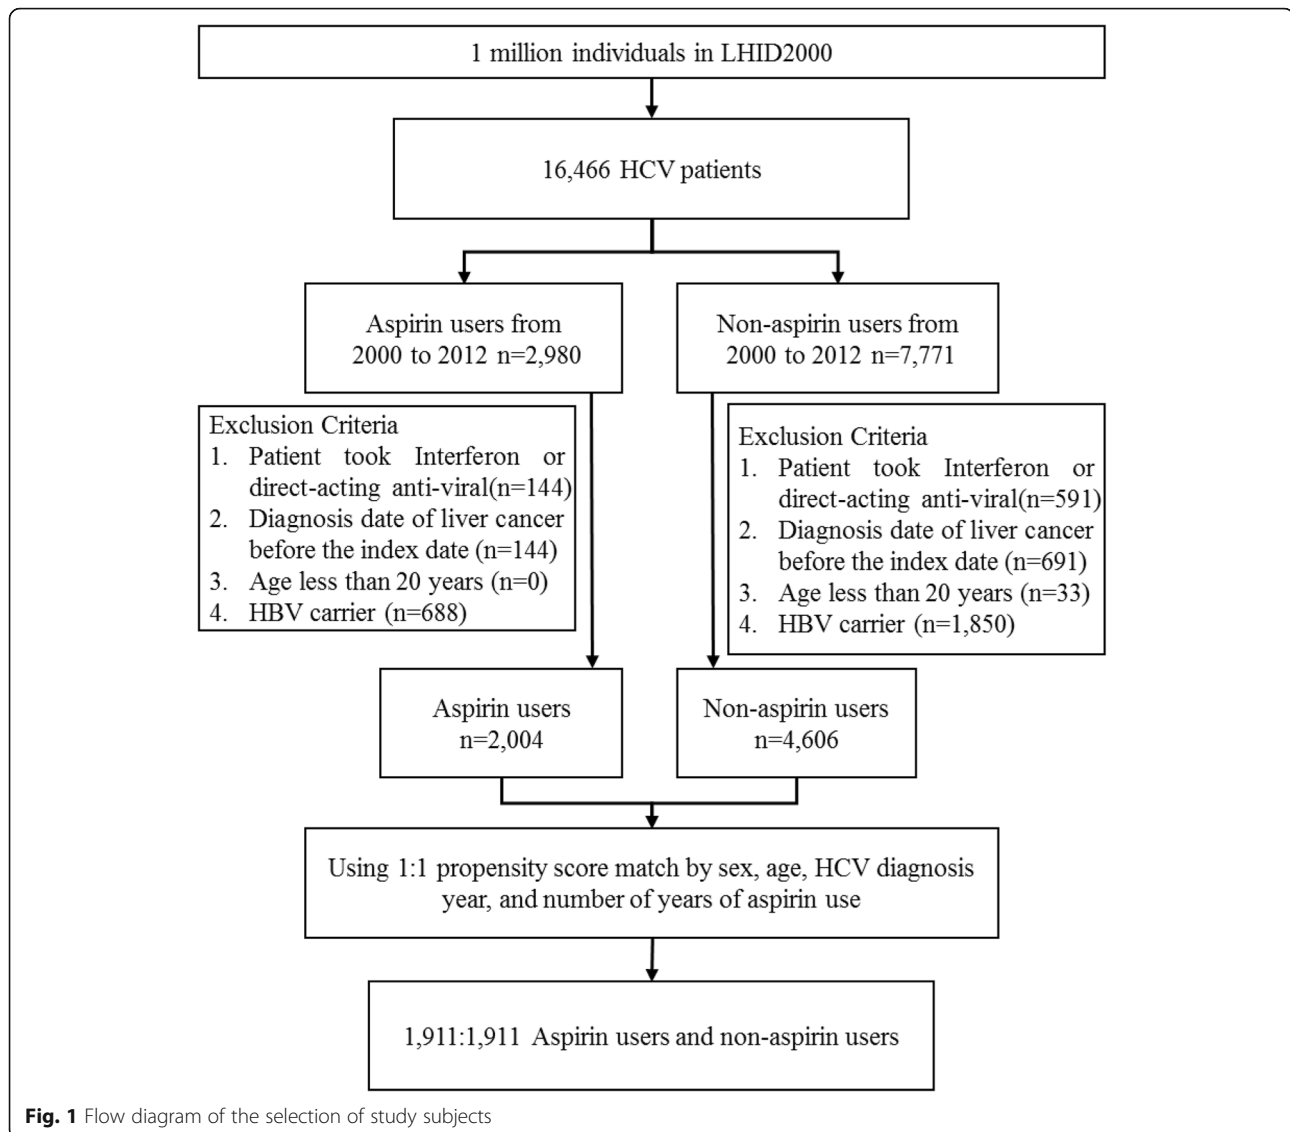 1 million individuals in LHID2000
16,466 HCV patients
Aspirin users from
2000 to 2012 n=2,980
Non-aspirin users from
2000 to 2012 n=7,771
Exclusion Criteria
1. Patient took Interferon or
direct-acting anti-viral(n=144)
2. Diagnosis date of liver cancer
before the index date (n=144)
3. Age less than 20 years (n=0)
4. HBV carrier (n=688)
Exclusion Criteria
1. Patient took Interferon or
direct-acting anti-viral(n=591)
2. Diagnosis date of liver cancer
before the index date (n=691)
3. Age less than 20 years (n=33)
4. HBV carrier (n=1,850)
Aspirin users
n=2,004
Non-aspirin users
n=4,606
Using 1:1 propensity score match by sex, age, HCV diagnosis
year, and number of years of aspirin use
1,911:1,911 Aspirin users and non-aspirin users
Fig. 1 Flow diagram of the selection of study subjects